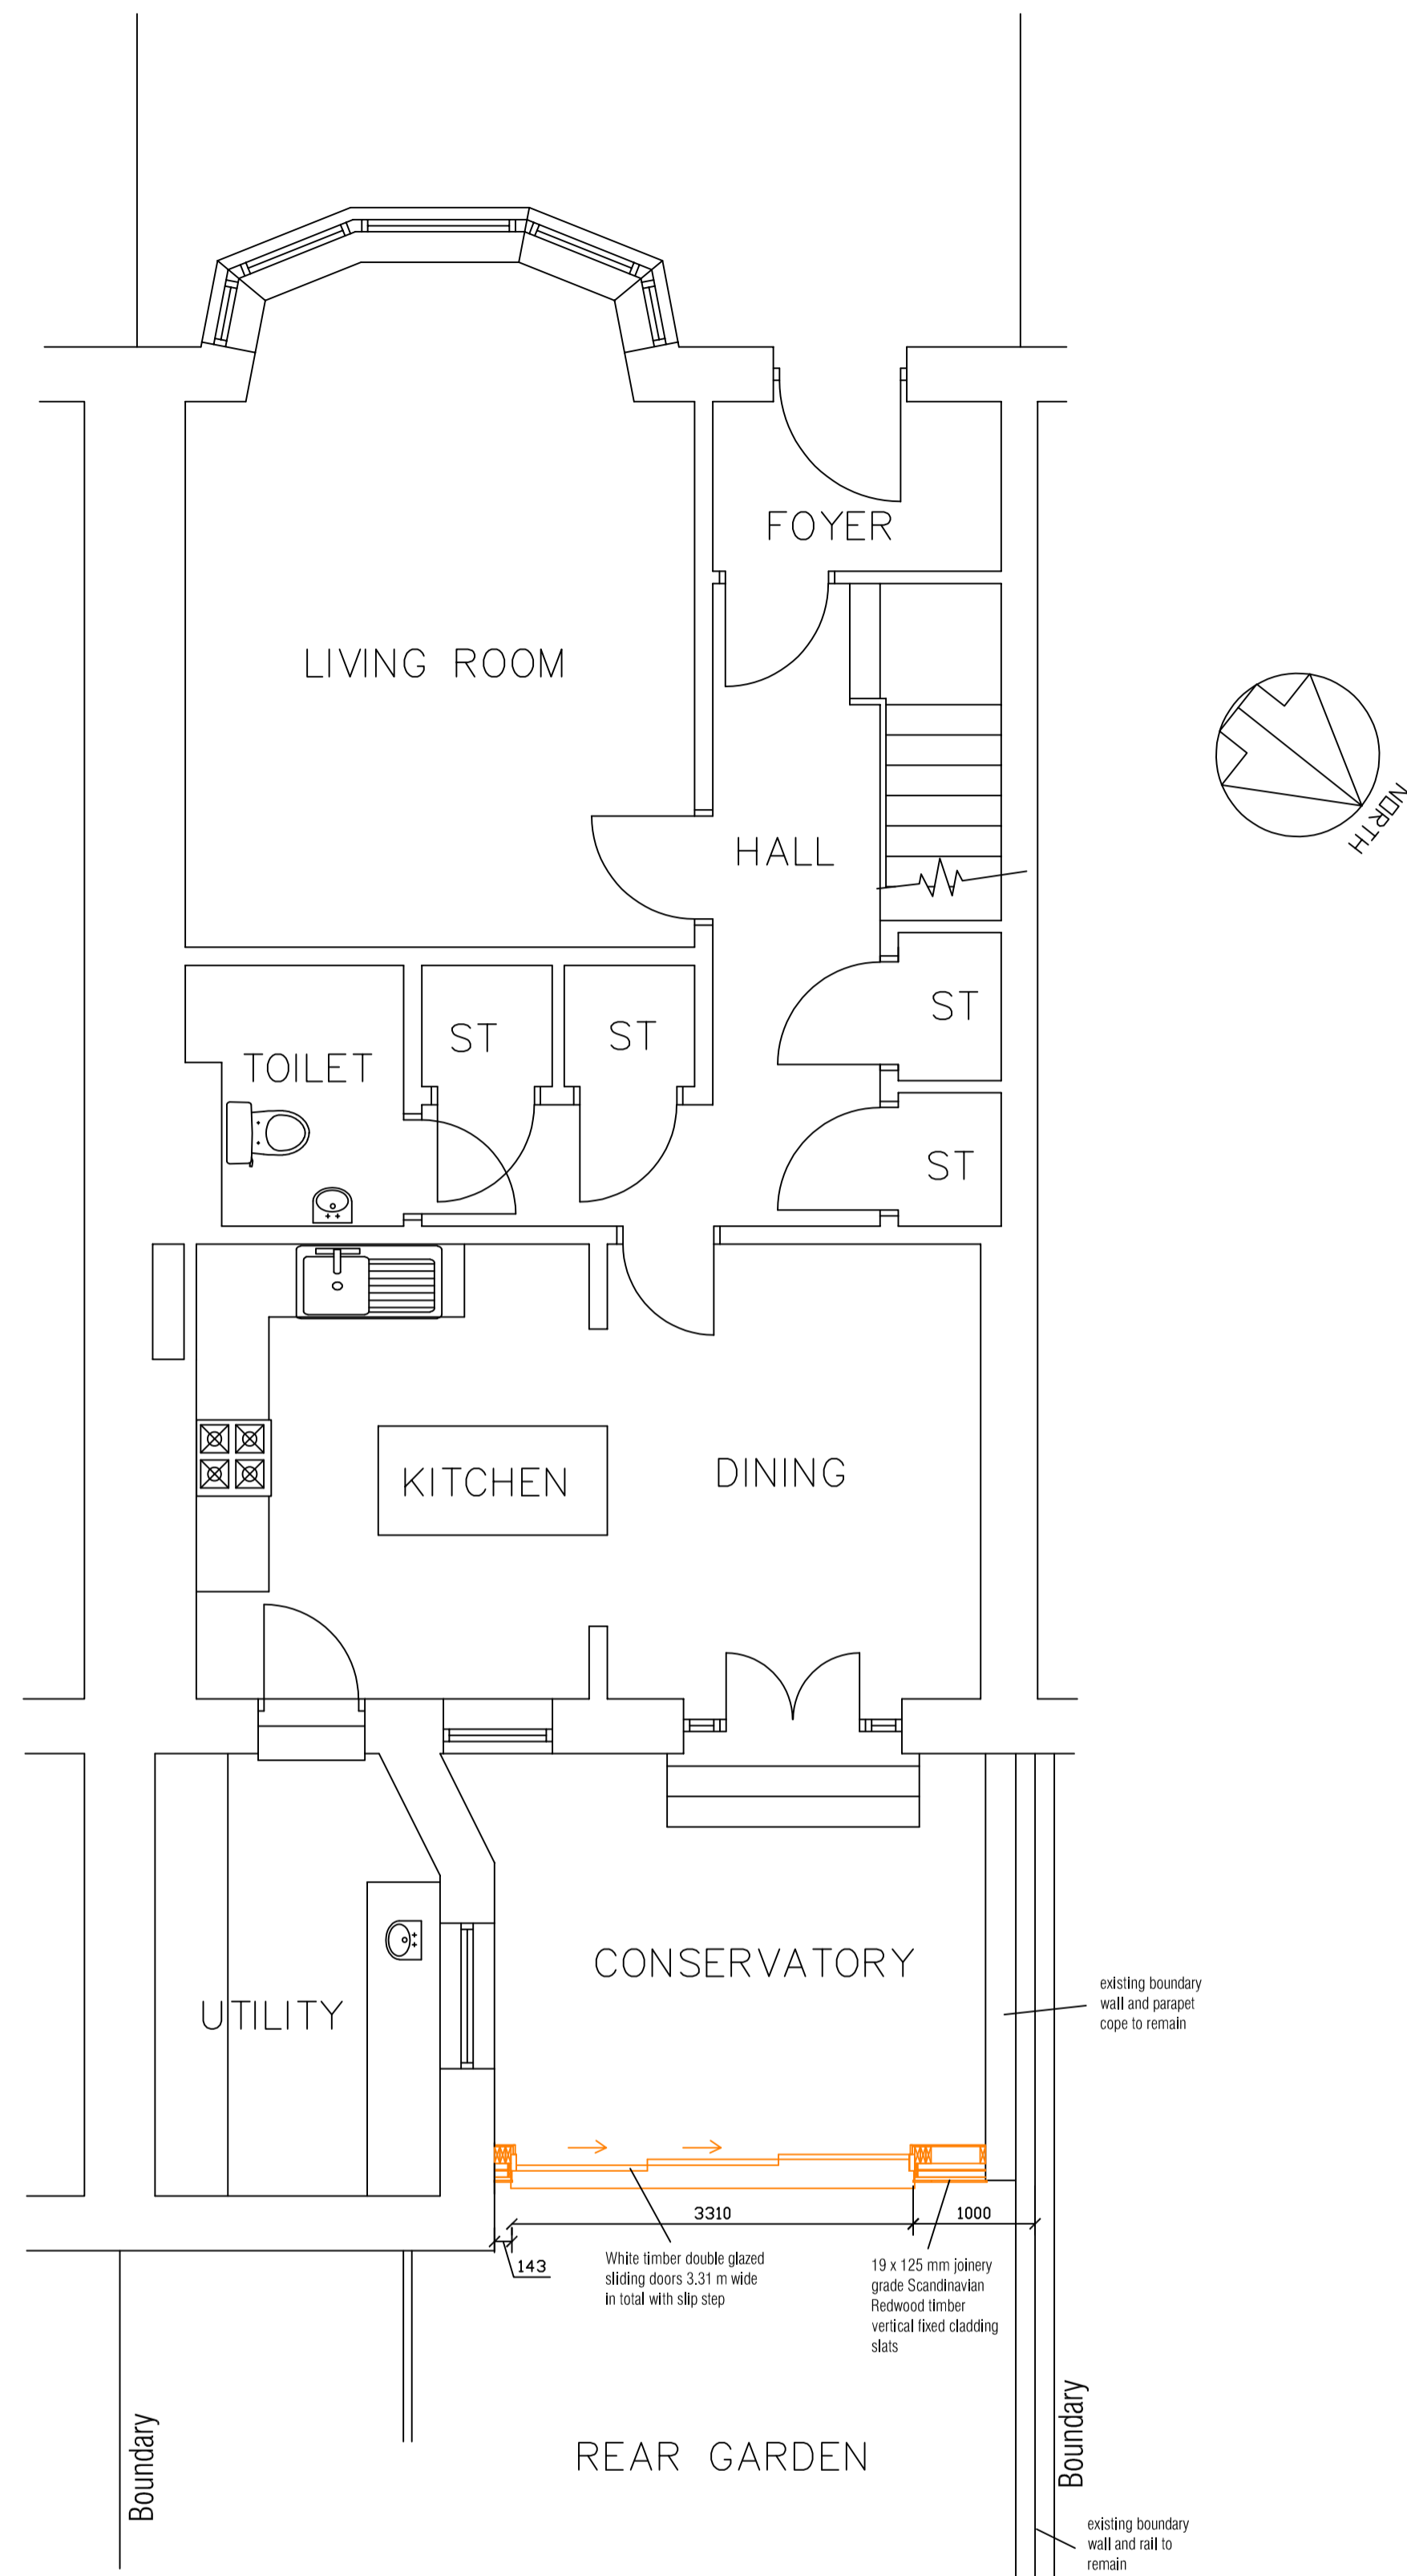 FOYER
LIVING ROOM
NORTH
HALL
ST
ST
ST
TOILET
ST
KITCHEN
DINING
CONSERVATORY
UTILITY
existing boundary
wall and parapet
cope to remain
3310
1000
143
White timber double glazed
sliding doors 3.31 m wide
in total with slip step
19 x 125 mm joinery
grade Scandinavian
Redwood timber
vertical fixed cladding
slats
Boundary
Boundary
REAR GARDEN
existing boundary
wall and rail to
remain